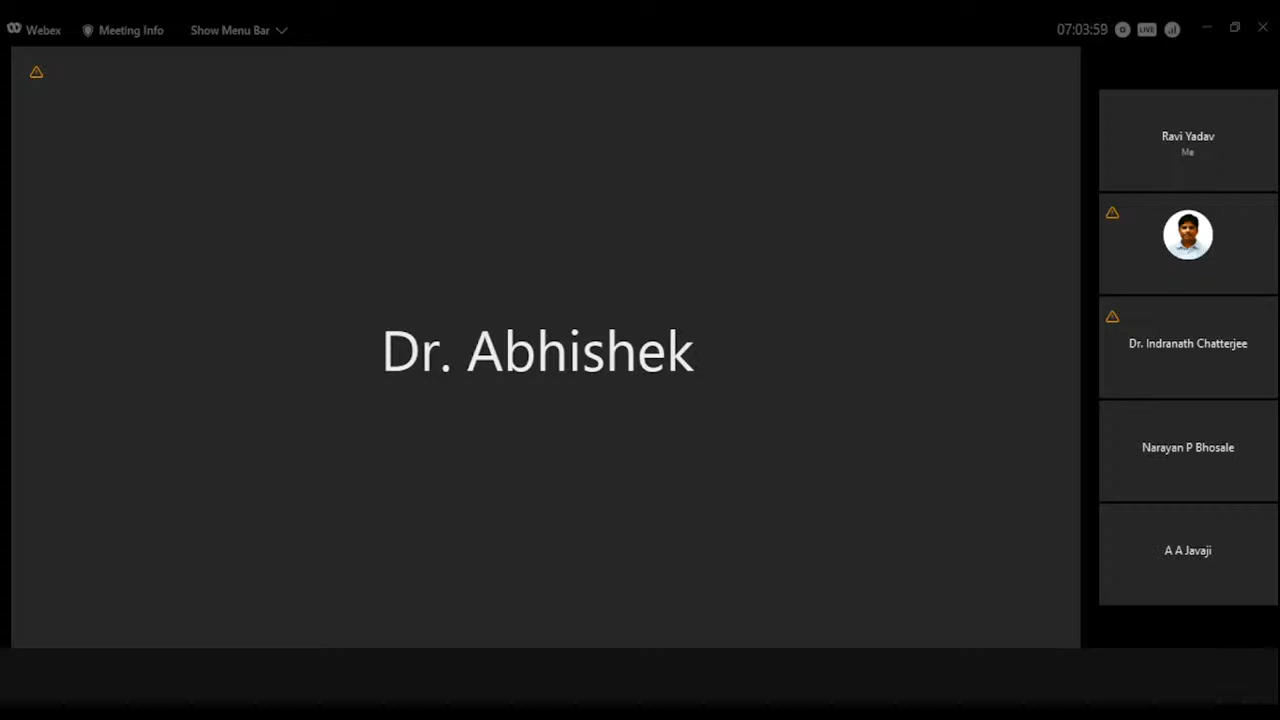 Webex Meeting Info Show Menu Bar 07:03:59 LIVE
Dr. Abhishek
Ravi Yadav
Me
Dr. Indranath Chatterjee
Narayan P Bhosale
A A Javaji